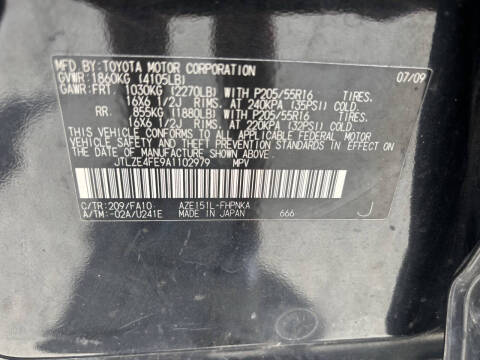 MFD.BY:TOYOTA MOTOR CORPORATION 07/09
GVWR:1860KG (4105LB)
GAWR:FRT. 1030KG (2270LB) WITH P205/55R16 TIRES.
16X6 1/2J RIMS. AT 240KPA (35PSI) COLD.
RR. 855KG (1880LB) WITH P205/55R16 TIRES.
16X6 1/2J RIMS. AT 220KPA (32PSI) COLD.
THIS VEHICLE CONFORMS TO ALL APPLICABLE FEDERAL MOTOR
VEHICLE SAFETY AND THEFT PREVENTION STANDARDS IN EFFECT
ON THE DATE OF MANUFACTURE SHOWN ABOVE.
JTLZE4FE9A1102979 MPV
C/TR:209/FA10 AZE151L-FHPNKA
A/TM:-02A/U241E MADE IN JAPAN 666 J